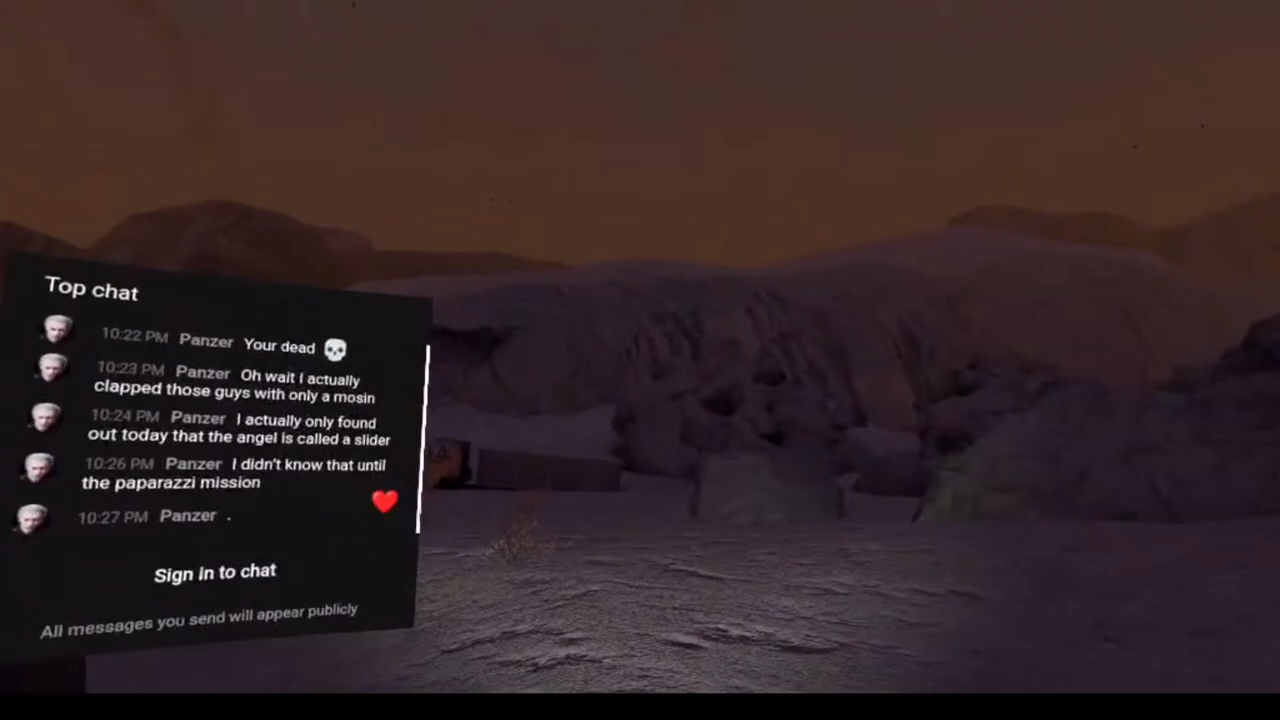 Top chat
10:22 PM Panzer Your dead 💀
10:23 PM Panzer Oh wait I actually
clapped those guys with only a mosin
10:24 PM Panzer I actually only found
out today that the angel is called a slider
10:26 PM Panzer I didn't know that until
the paparazzi mission
10:27 PM Panzer .
Sign in to chat
All messages you send will appear publicly